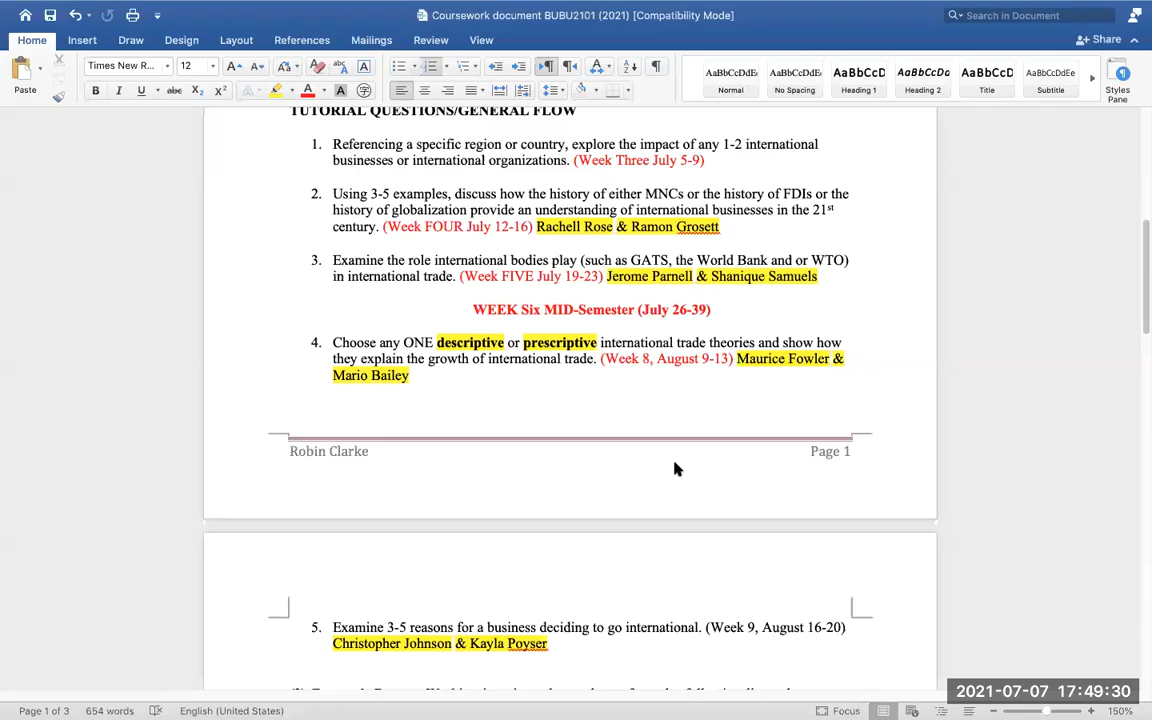 Coursework document BUBU2101 (2021) [Compatibility Mode]
Search in Document
Home Insert Draw Design Layout References Mailings Review View
Share
Times New R... 12
Paste
AaBbCcDdEe AaBbCcDdEe AaBbCcD AaBbCcDd AaBbCcD AaBbCcDdEe
Normal No Spacing Heading 1 Heading 2 Title Subtitle
Styles Pane
TUTORIAL QUESTIONS/GENERAL FLOW
1. Referencing a specific region or country, explore the impact of any 1-2 international
businesses or international organizations. (Week Three July 5-9)
2. Using 3-5 examples, discuss how the history of either MNCs or the history of FDIs or the
history of globalization provide an understanding of international businesses in the 21st
century. (Week FOUR July 12-16) Rachell Rose & Ramon Grosett
3. Examine the role international bodies play (such as GATS, the World Bank and or WTO)
in international trade. (Week FIVE July 19-23) Jerome Parnell & Shanique Samuels
WEEK Six MID-Semester (July 26-39)
4. Choose any ONE descriptive or prescriptive international trade theories and show how
they explain the growth of international trade. (Week 8, August 9-13) Maurice Fowler &
Mario Bailey
Robin Clarke Page 1
5. Examine 3-5 reasons for a business deciding to go international. (Week 9, August 16-20)
Christopher Johnson & Kayla Poyser
2021-07-07 17:49:30
Page 1 of 3 654 words English (United States) Focus 150%